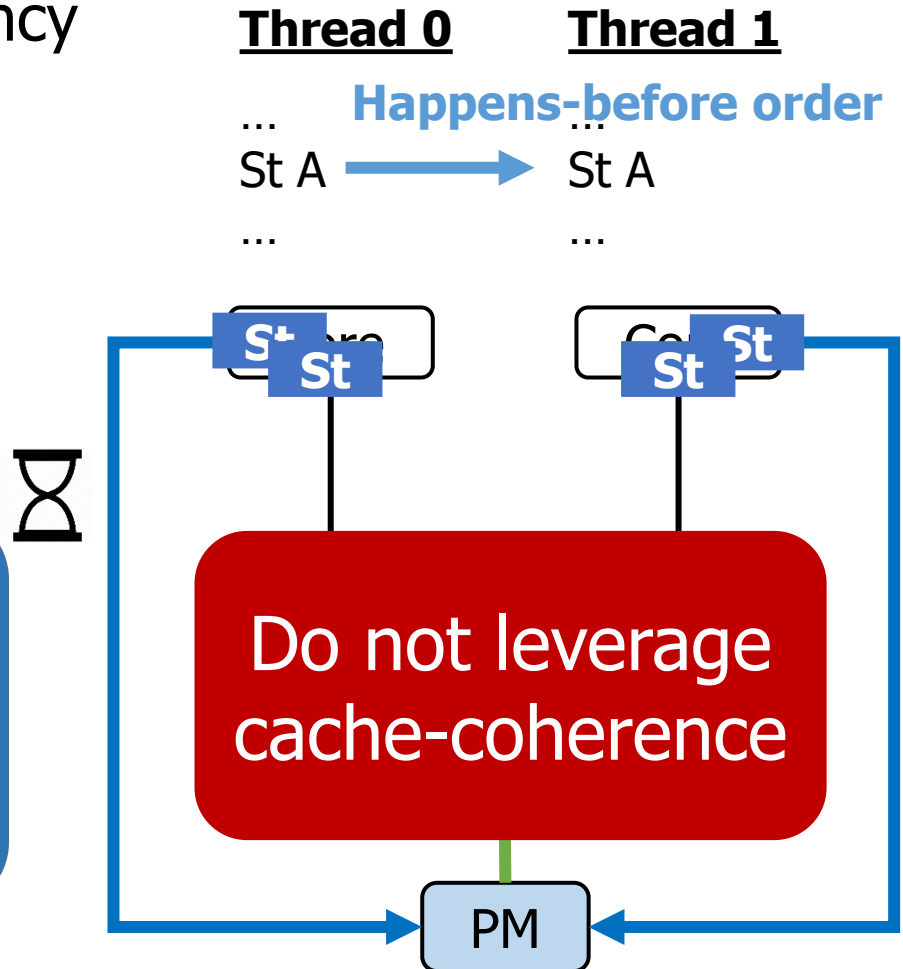 ncy
Thread 0 Thread 1
Happens-before order
... ...
St A St A
... ...
St St
St St
Do not leverage
cache-coherence
PM